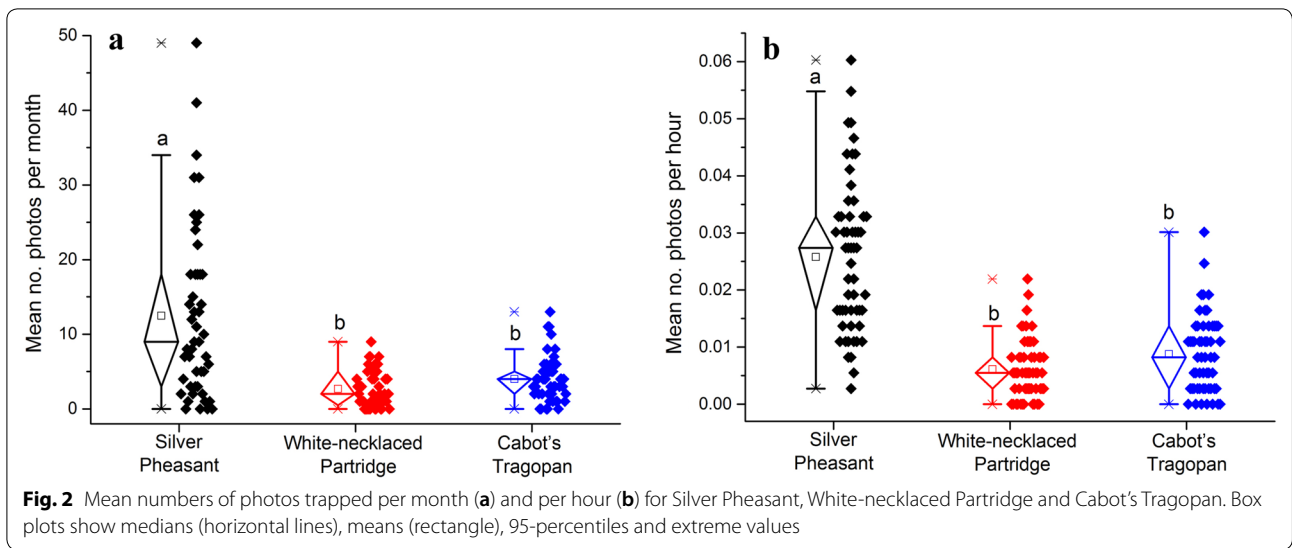 a
50
40
30
20
10
0
Mean no. photos per month
a
b
b
Silver
Pheasant
White-necklaced
Partridge
Cabot's
Tragopan
b
0.06
0.05
0.04
0.03
0.02
0.01
0.00
Mean no. photos per hour
a
b
b
Silver
Pheasant
White-necklaced
Partridge
Cabot's
Tragopan
Fig. 2 Mean numbers of photos trapped per month (a) and per hour (b) for Silver Pheasant, White-necklaced Partridge and Cabot's Tragopan. Box
plots show medians (horizontal lines), means (rectangle), 95-percentiles and extreme values